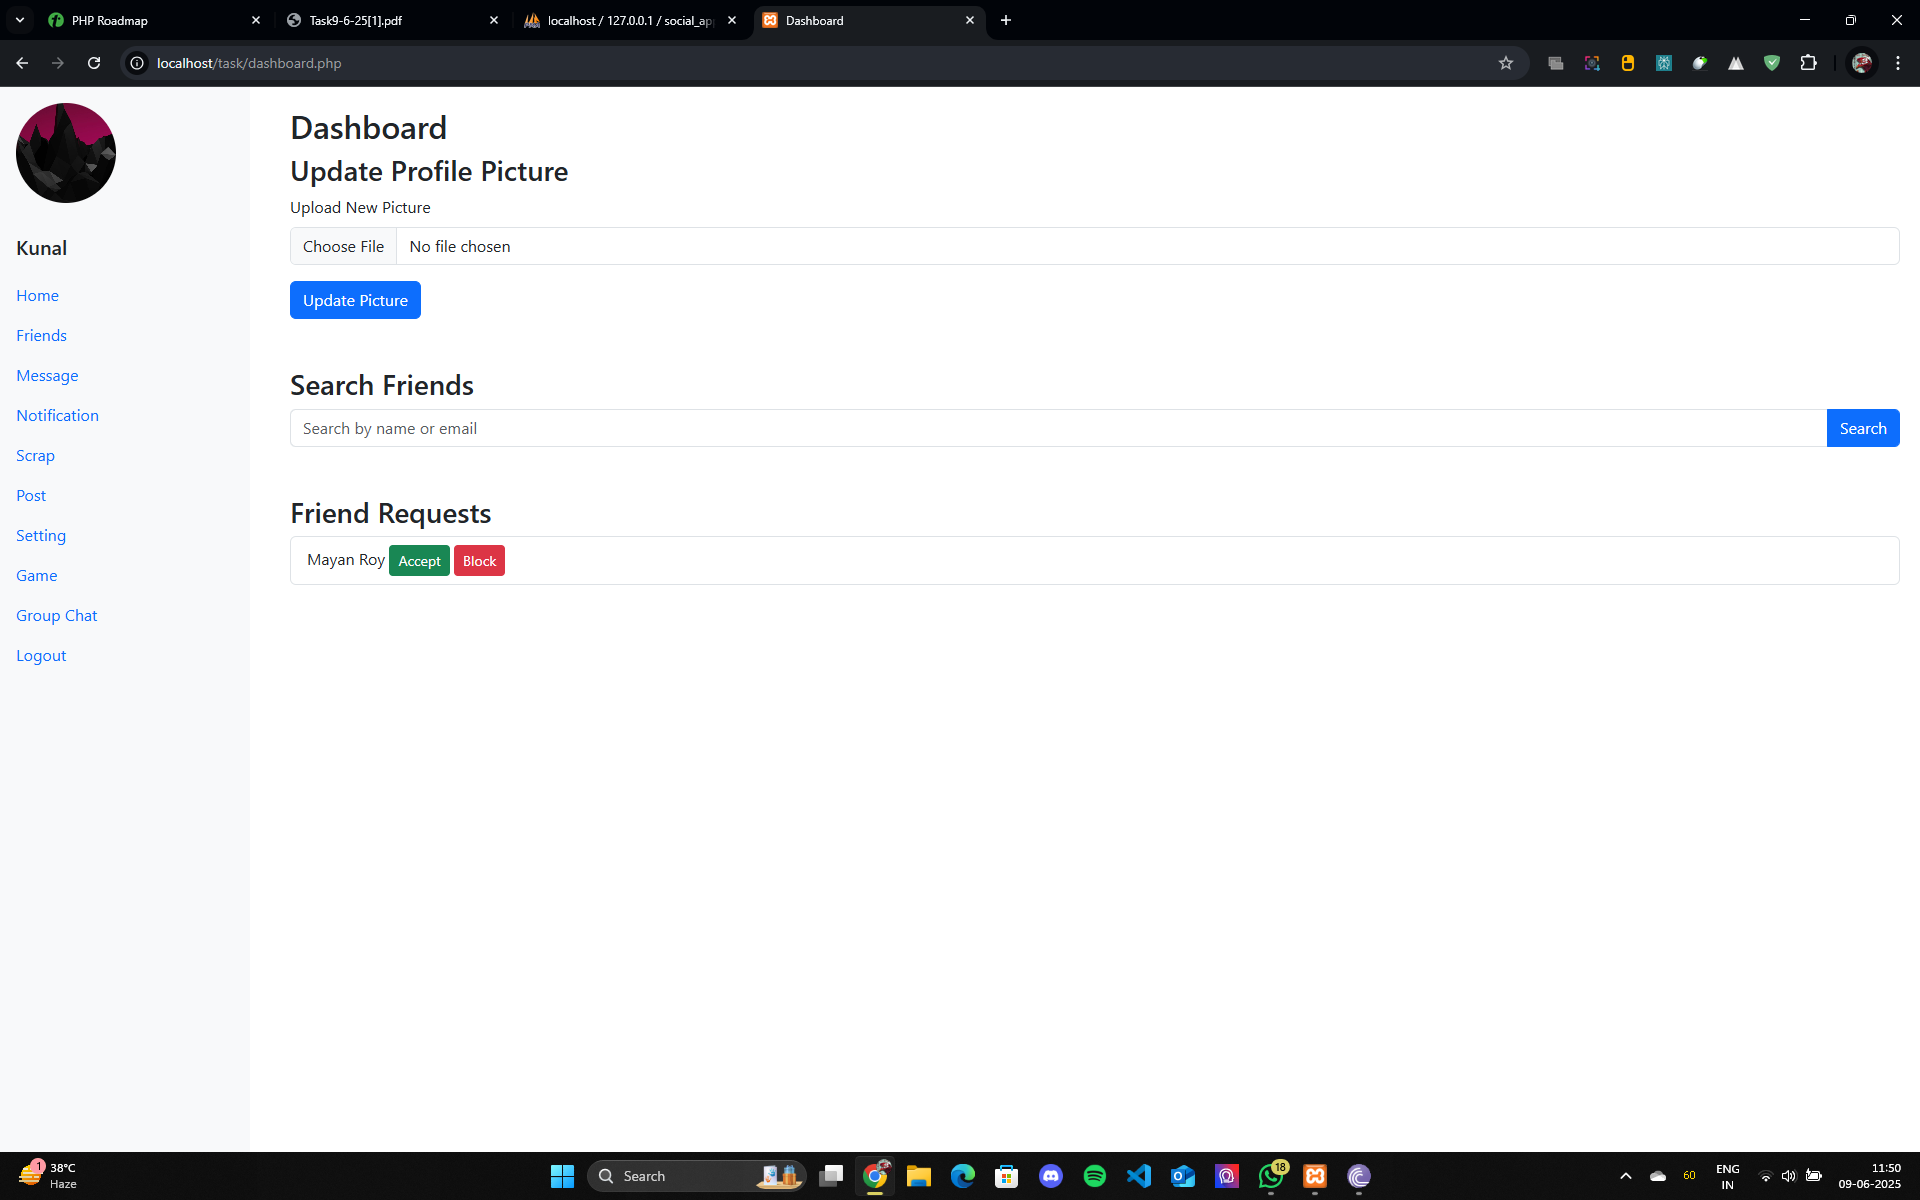 PHP Roadmap
Task9-6-25[1].pdf
localhost / 127.0.0.1 / social_ap
Dashboard
localhost/task/dashboard.php
Kunal
Home
Friends
Message
Notification
Scrap
Post
Setting
Game
Group Chat
Logout
Dashboard
Update Profile Picture
Upload New Picture
Choose File No file chosen
Update Picture
Search Friends
Search by name or email Search
Friend Requests
Mayan Roy Accept Block
1
38°C
Haze
Search
18
60
ENG
IN
11:50
09-06-2025